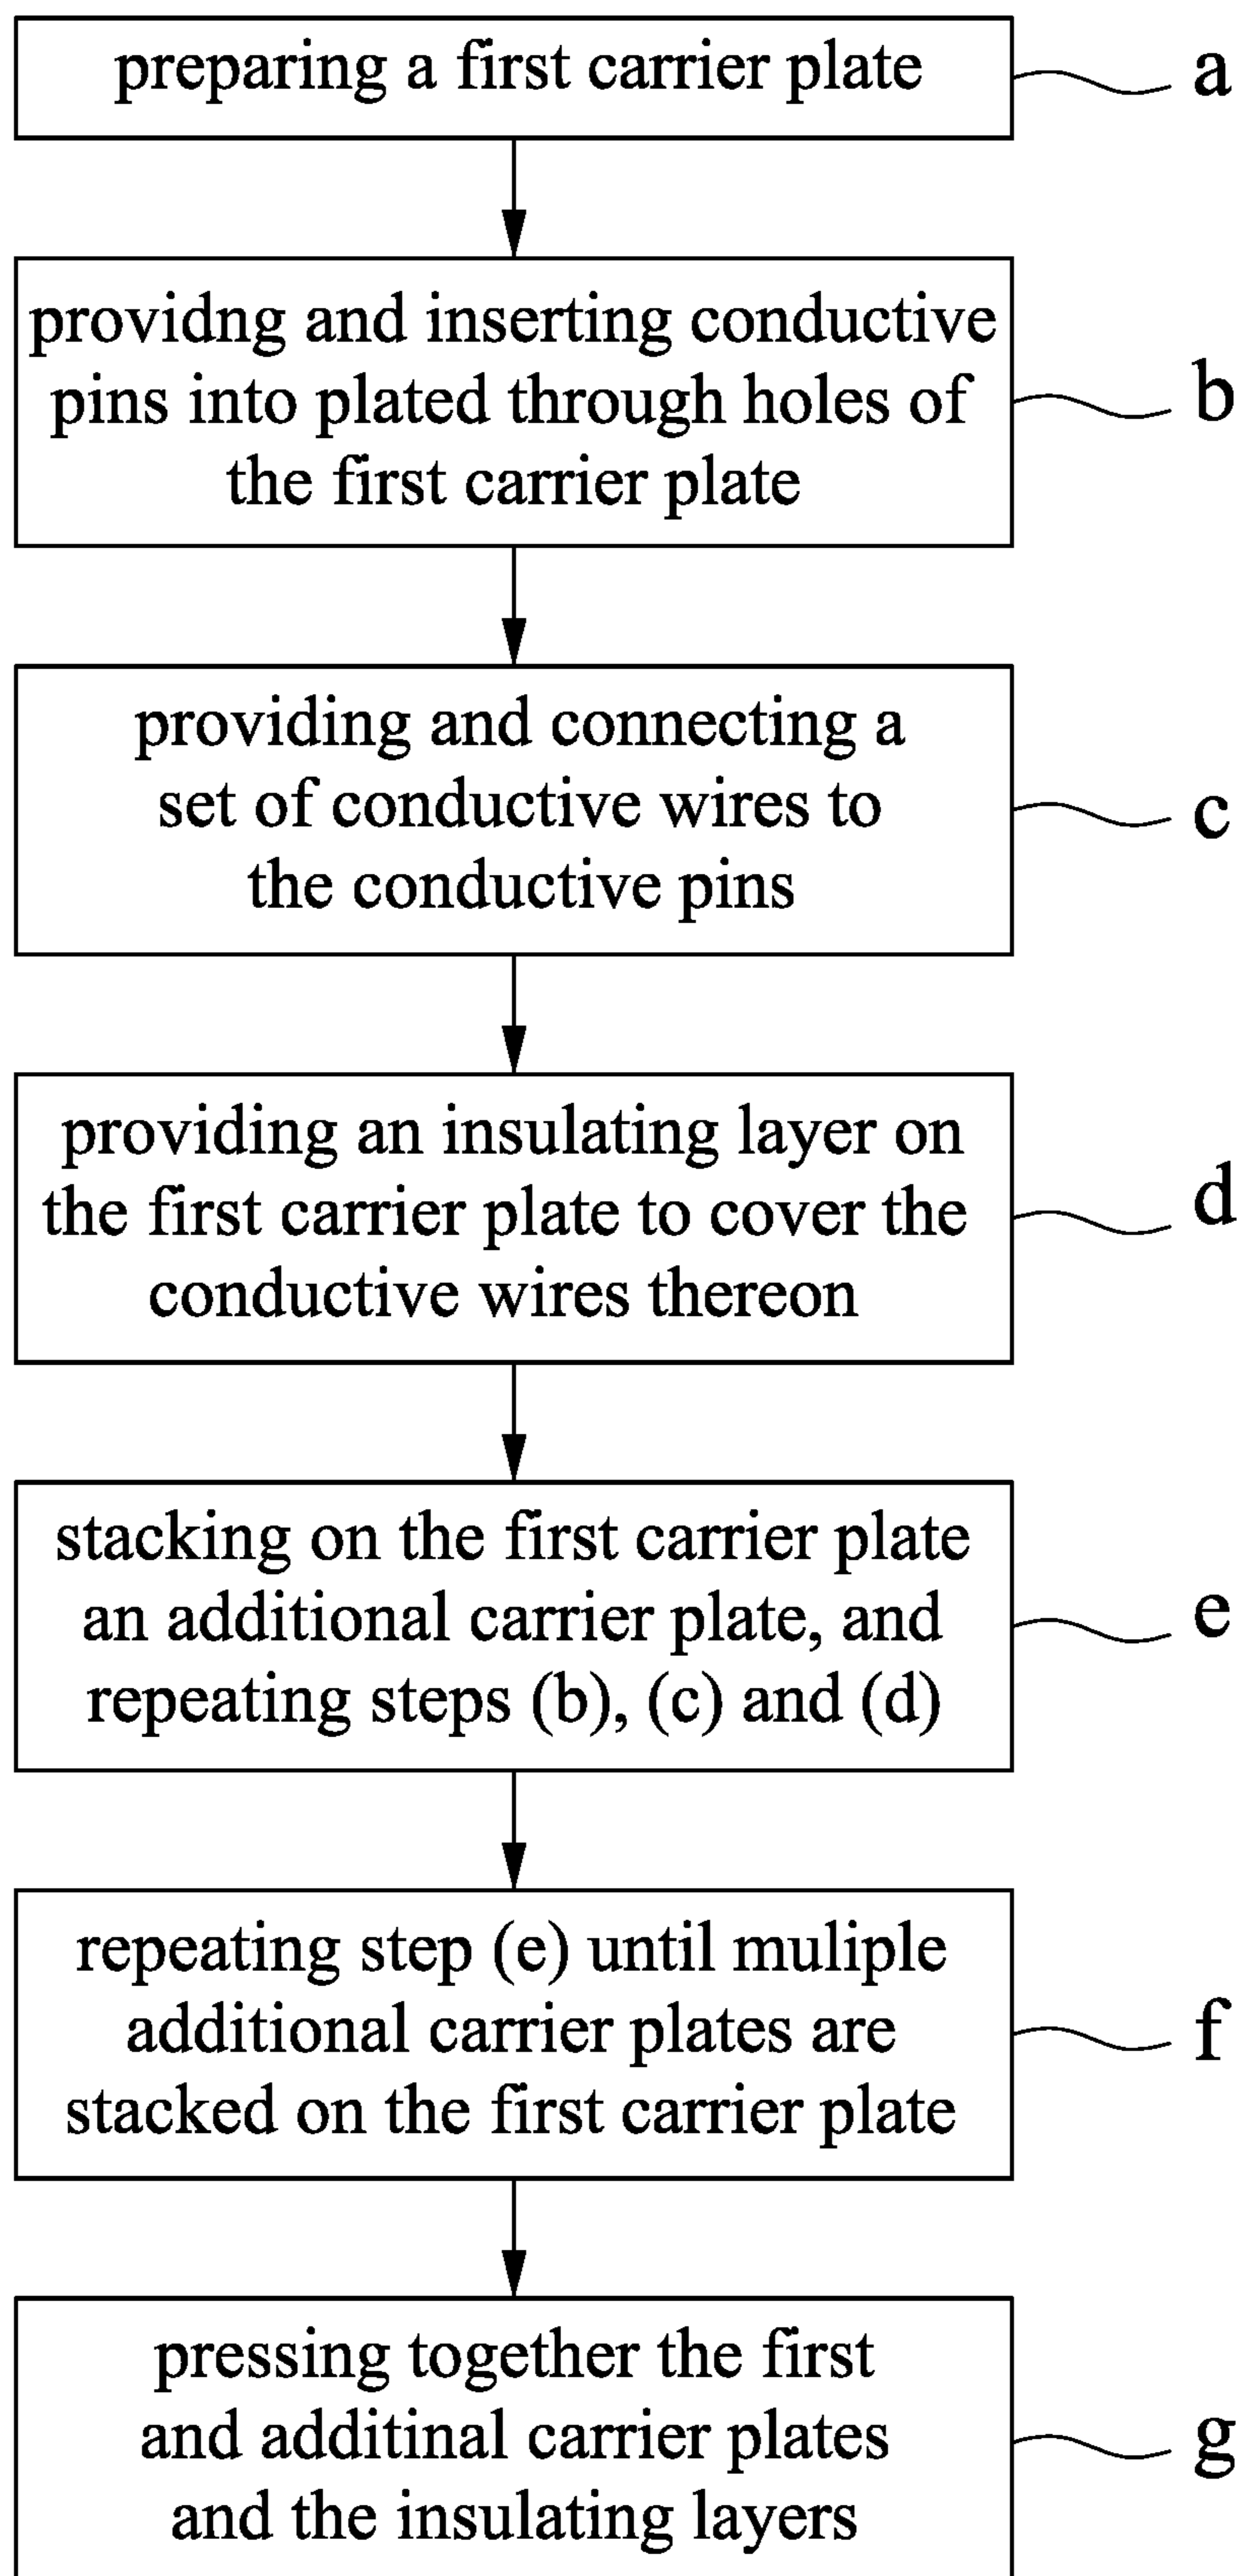 preparing a first carrier plate
a
providng and inserting conductive
pins into plated through holes of
the first carrier plate
b
providing and connecting a
set of conductive wires to
the conductive pins
c
providing an insulating layer on
the first carrier plate to cover the
conductive wires thereon
d
stacking on the first carrier plate
an additional carrier plate, and
repeating steps (b), (c) and (d)
e
repeating step (e) until muliple
additional carrier plates are
stacked on the first carrier plate
f
pressing together the first
and additinal carrier plates
and the insulating layers
g